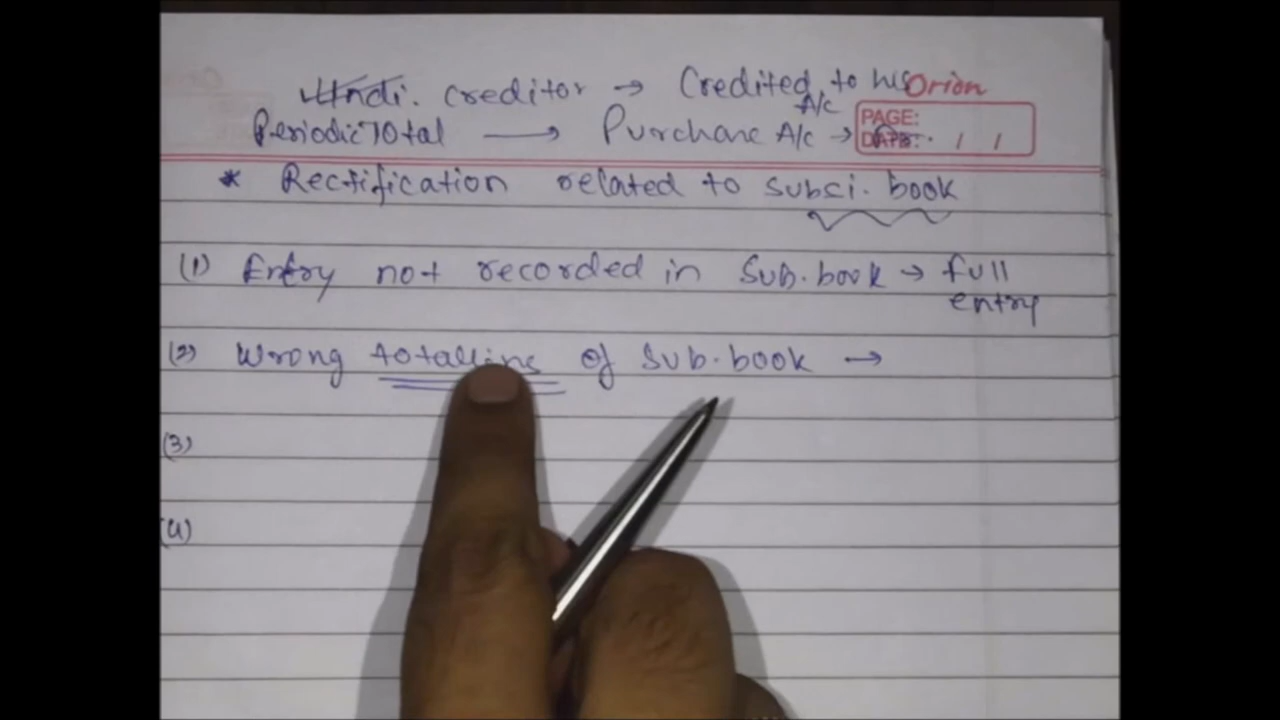 Indi. creditor → Credited to his Orion
A/c
Periodic Total → Purchase A/c → PAGE:
DATE: / /
* Rectification related to subsi. book
(1) Entry not recorded in Sub. book → full
entry
(2) Wrong totalling of Sub. book →
(3)
(4)